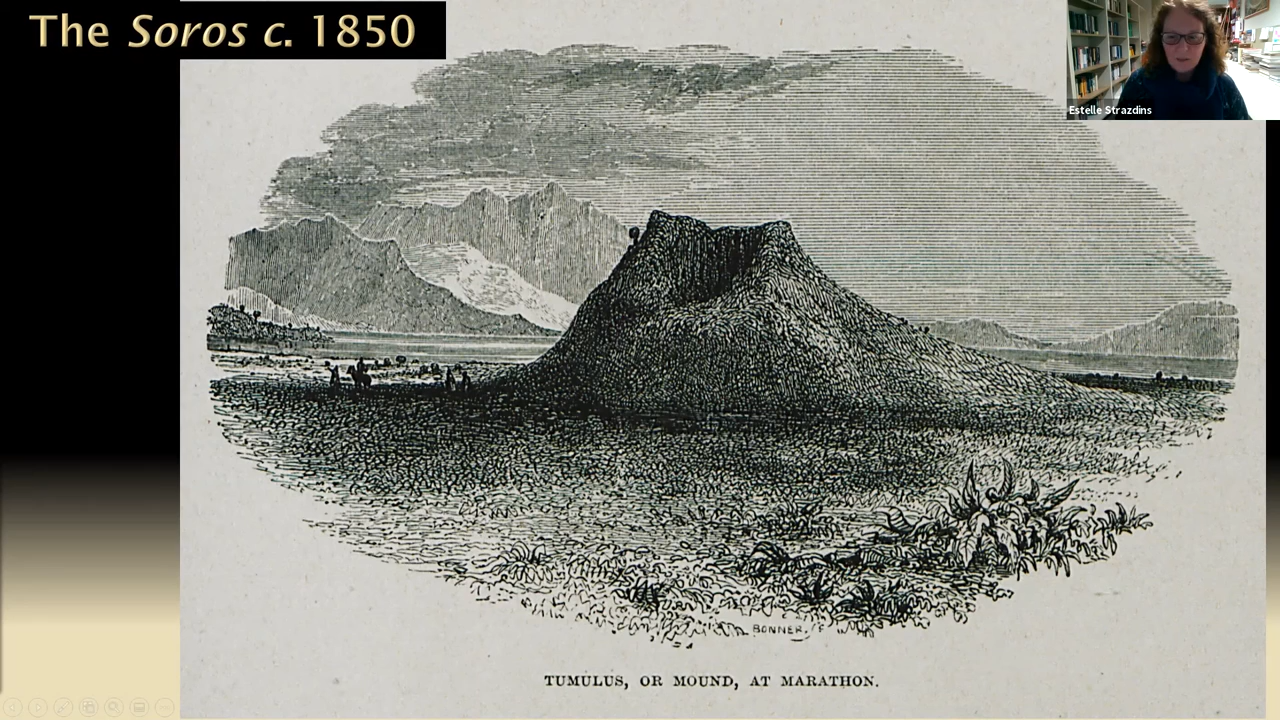 The Soros c. 1850
Estelle Strazdins
BONNER. F
TUMULUS, OR MOUND, AT MARATHON.